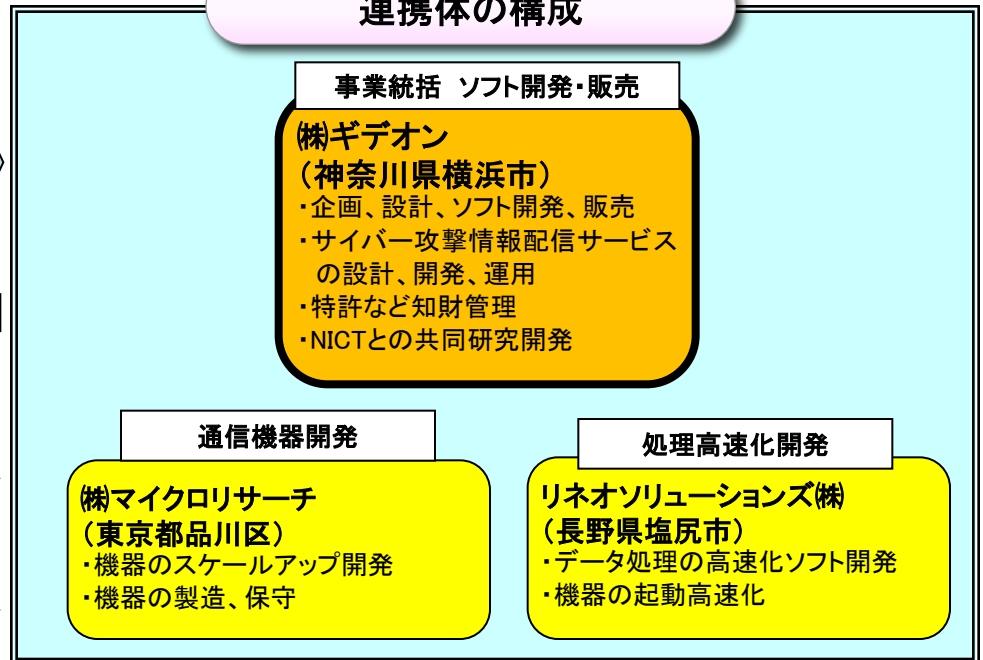 連携体の構成
事業統括 ソフト開発・販売
㈱ギデオン
（神奈川県横浜市）
・企画、設計、ソフト開発、販売
・サイバー攻撃情報配信サービス
の設計、開発、運用
・特許など知財管理
・NICTとの共同研究開発
通信機器開発
㈱マイクロリサーチ
（東京都品川区）
・機器のスケールアップ開発
・機器の製造、保守
処理高速化開発
リネオソリューションズ㈱
（長野県塩尻市）
・データ処理の高速化ソフト開発
・機器の起動高速化